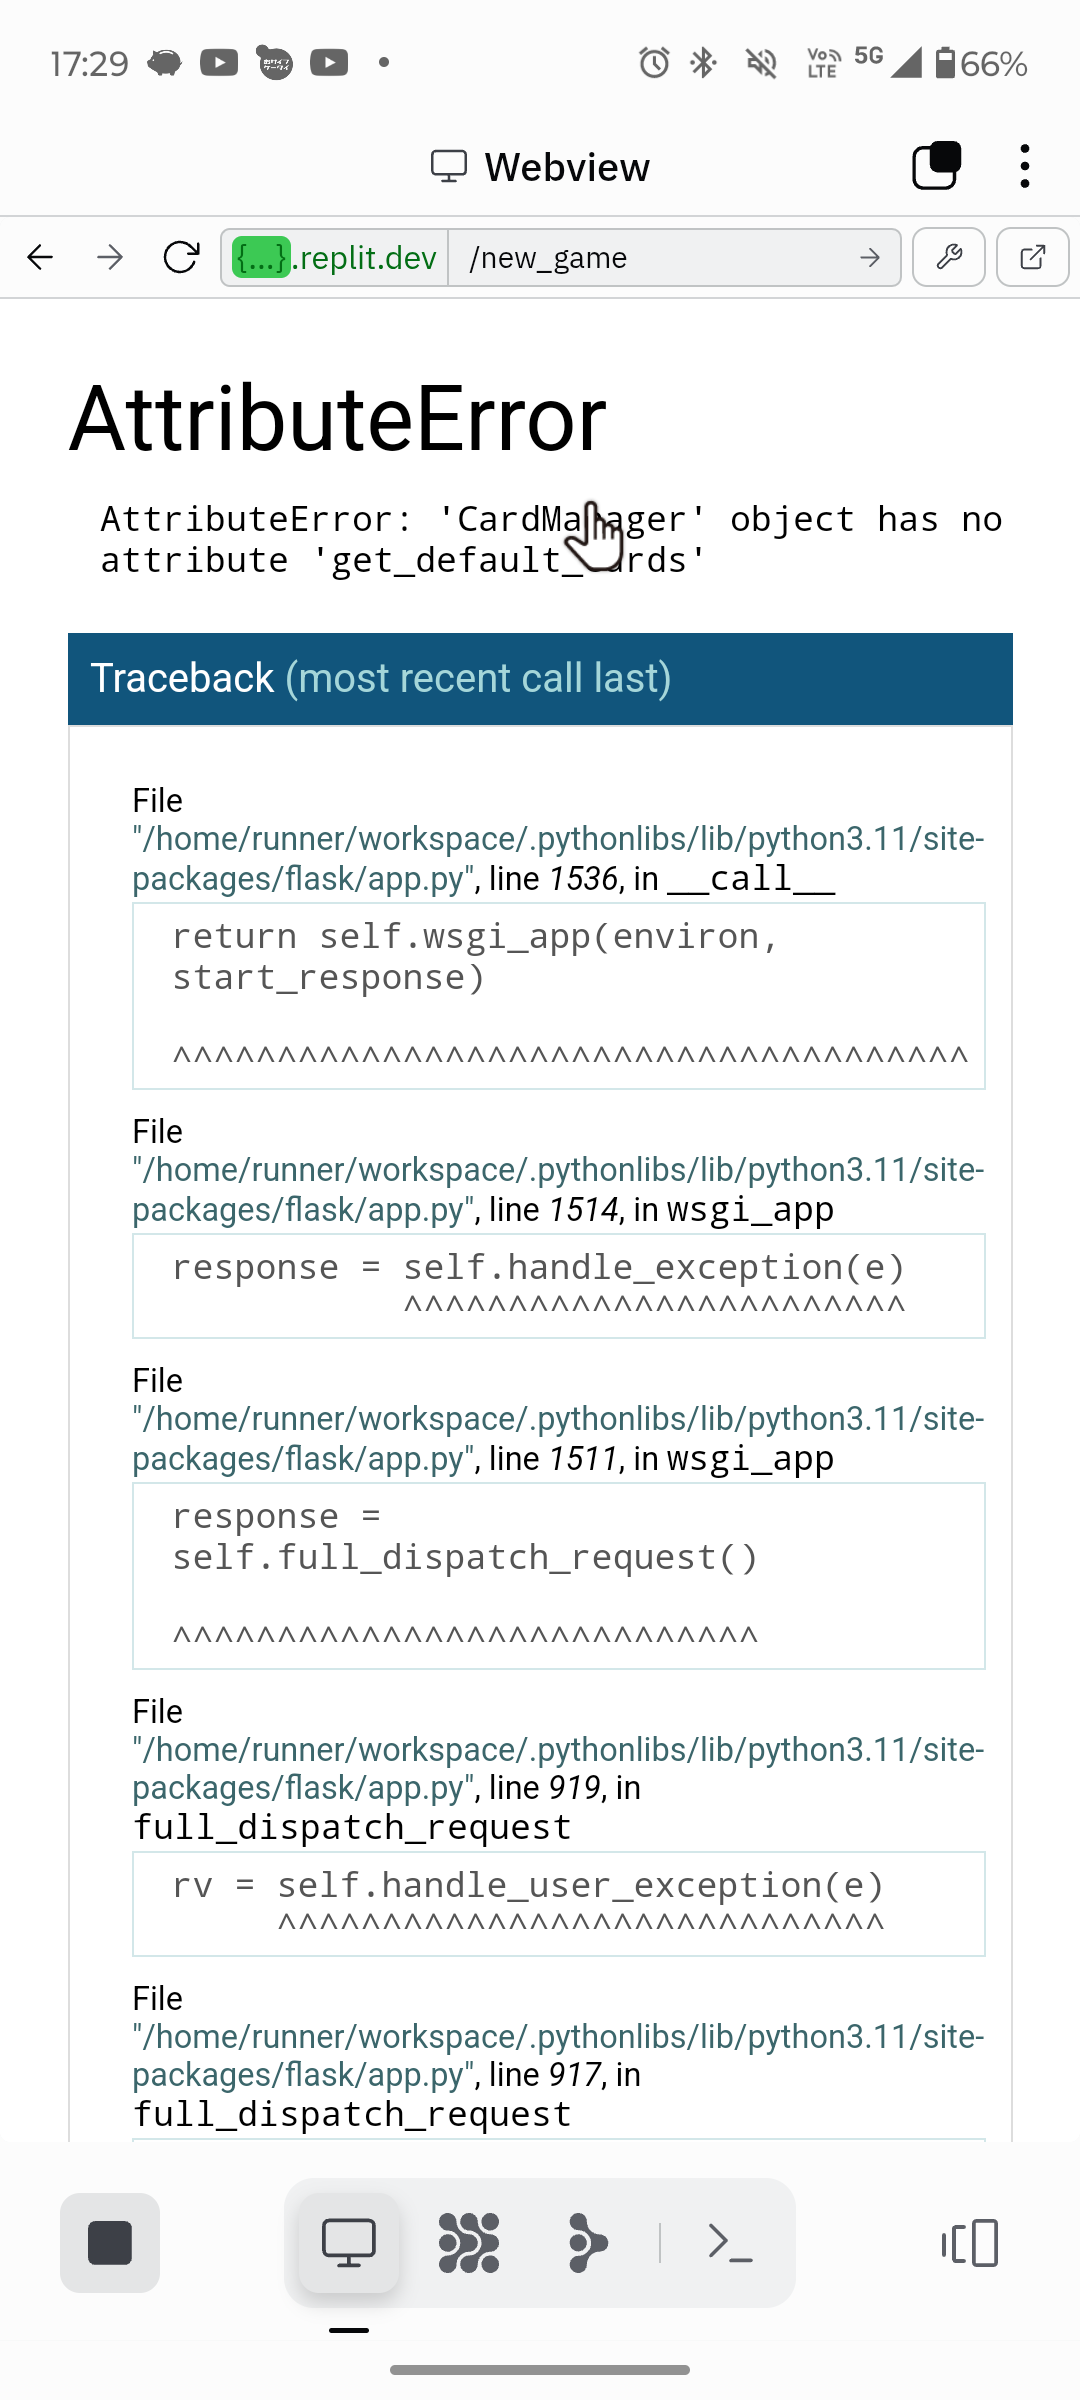 17:29
Vo))
LTE
5G
66%
Webview
{...}.replit.dev
/new_game
AttributeError
AttributeError: 'CardManager' object has no
attribute 'get_default_cards'
Traceback (most recent call last)
File
"/home/runner/workspace/.pythonlibs/lib/python3.11/site-
packages/flask/app.py", line 1536, in __call__
return self.wsgi_app(environ,
start_response)
^^^^^^^^^^^^^^^^^^^^^^^^^^^^^^^^^^^^^^
File
"/home/runner/workspace/.pythonlibs/lib/python3.11/site-
packages/flask/app.py", line 1514, in wsgi_app
response = self.handle_exception(e)
^^^^^^^^^^^^^^^^^^^^^^^^
File
"/home/runner/workspace/.pythonlibs/lib/python3.11/site-
packages/flask/app.py", line 1511, in wsgi_app
response =
self.full_dispatch_request()
^^^^^^^^^^^^^^^^^^^^^^^^^^^^
File
"/home/runner/workspace/.pythonlibs/lib/python3.11/site-
packages/flask/app.py", line 919, in
full_dispatch_request
rv = self.handle_user_exception(e)
^^^^^^^^^^^^^^^^^^^^^^^^^^^^^
File
"/home/runner/workspace/.pythonlibs/lib/python3.11/site-
packages/flask/app.py", line 917, in
full_dispatch_request